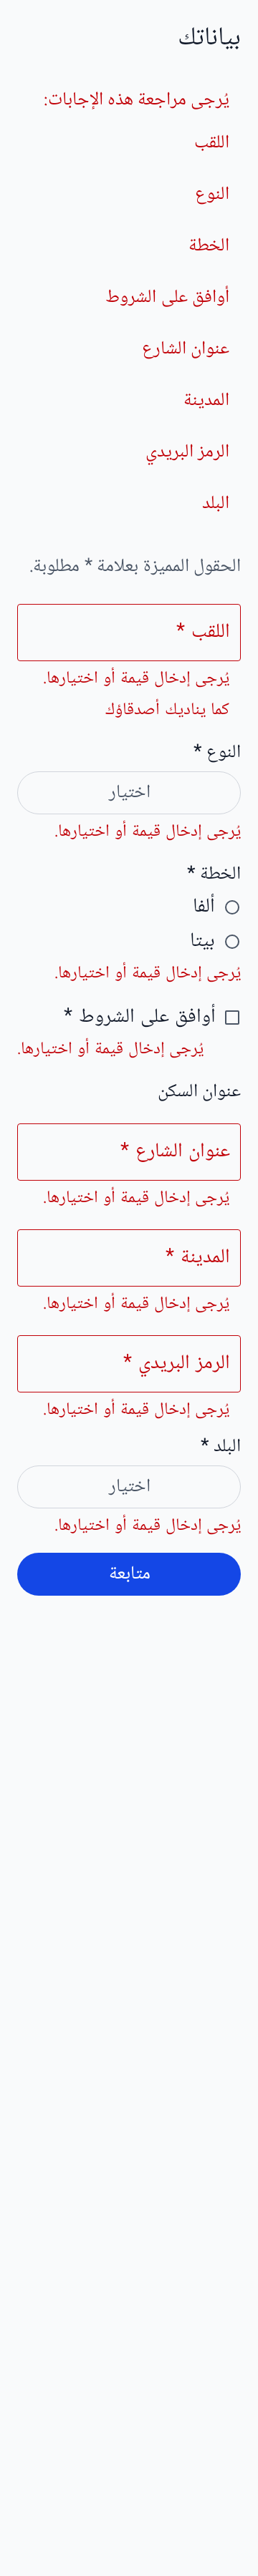 بياناتك
يُرجى مراجعة هذه الإجابات:
اللقب
النوع
الخطة
أوافق على الشروط
عنوان الشارع
المدينة
الرمز البريدي
البلد
الحقول المميزة بعلامة * مطلوبة.
اللقب *
يُرجى إدخال قيمة أو اختيارها.
كما يناديك أصدقاؤك
النوع *
اختيار
يُرجى إدخال قيمة أو اختيارها.
الخطة *
ألفا
بيتا
يُرجى إدخال قيمة أو اختيارها.
أوافق على الشروط *
يُرجى إدخال قيمة أو اختيارها.
عنوان السكن
عنوان الشارع *
يُرجى إدخال قيمة أو اختيارها.
المدينة *
يُرجى إدخال قيمة أو اختيارها.
الرمز البريدي *
يُرجى إدخال قيمة أو اختيارها.
البلد *
اختيار
يُرجى إدخال قيمة أو اختيارها.
متابعة